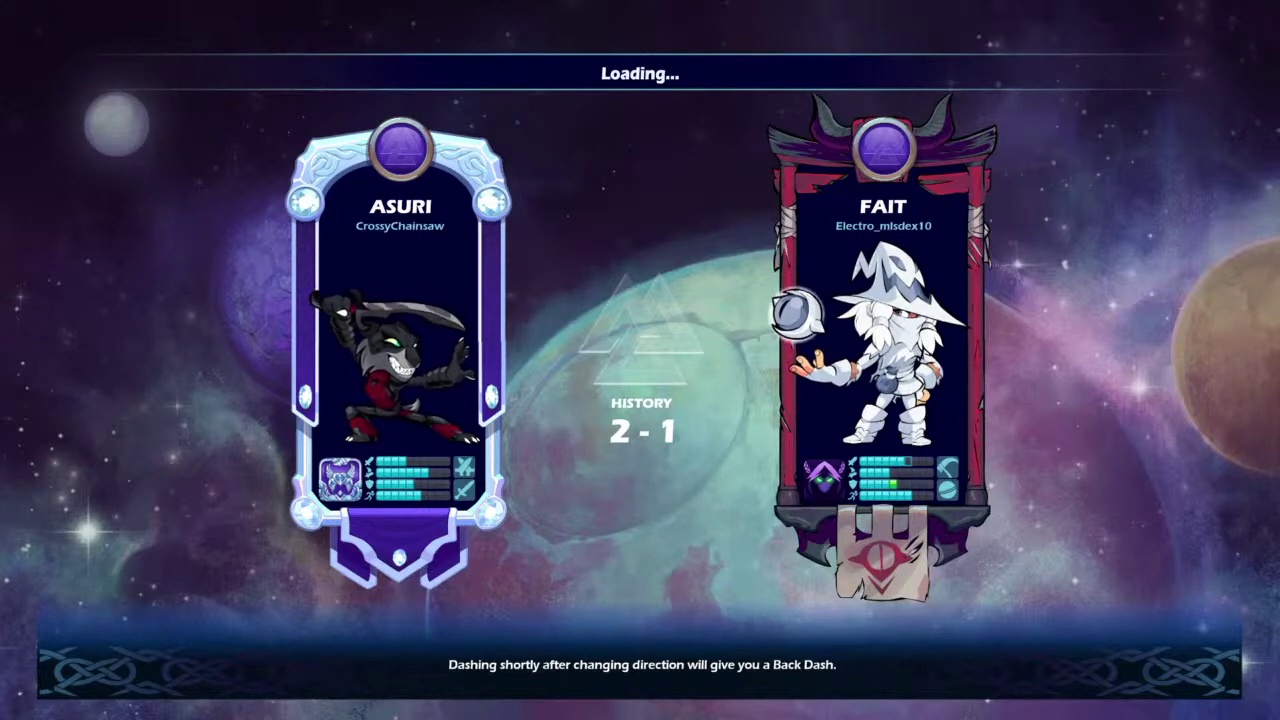 Loading...
ASURI
CrossyChainsaw
FAIT
Electro_mlsdex10
HISTORY
2 - 1
Dashing shortly after changing direction will give you a Back Dash.